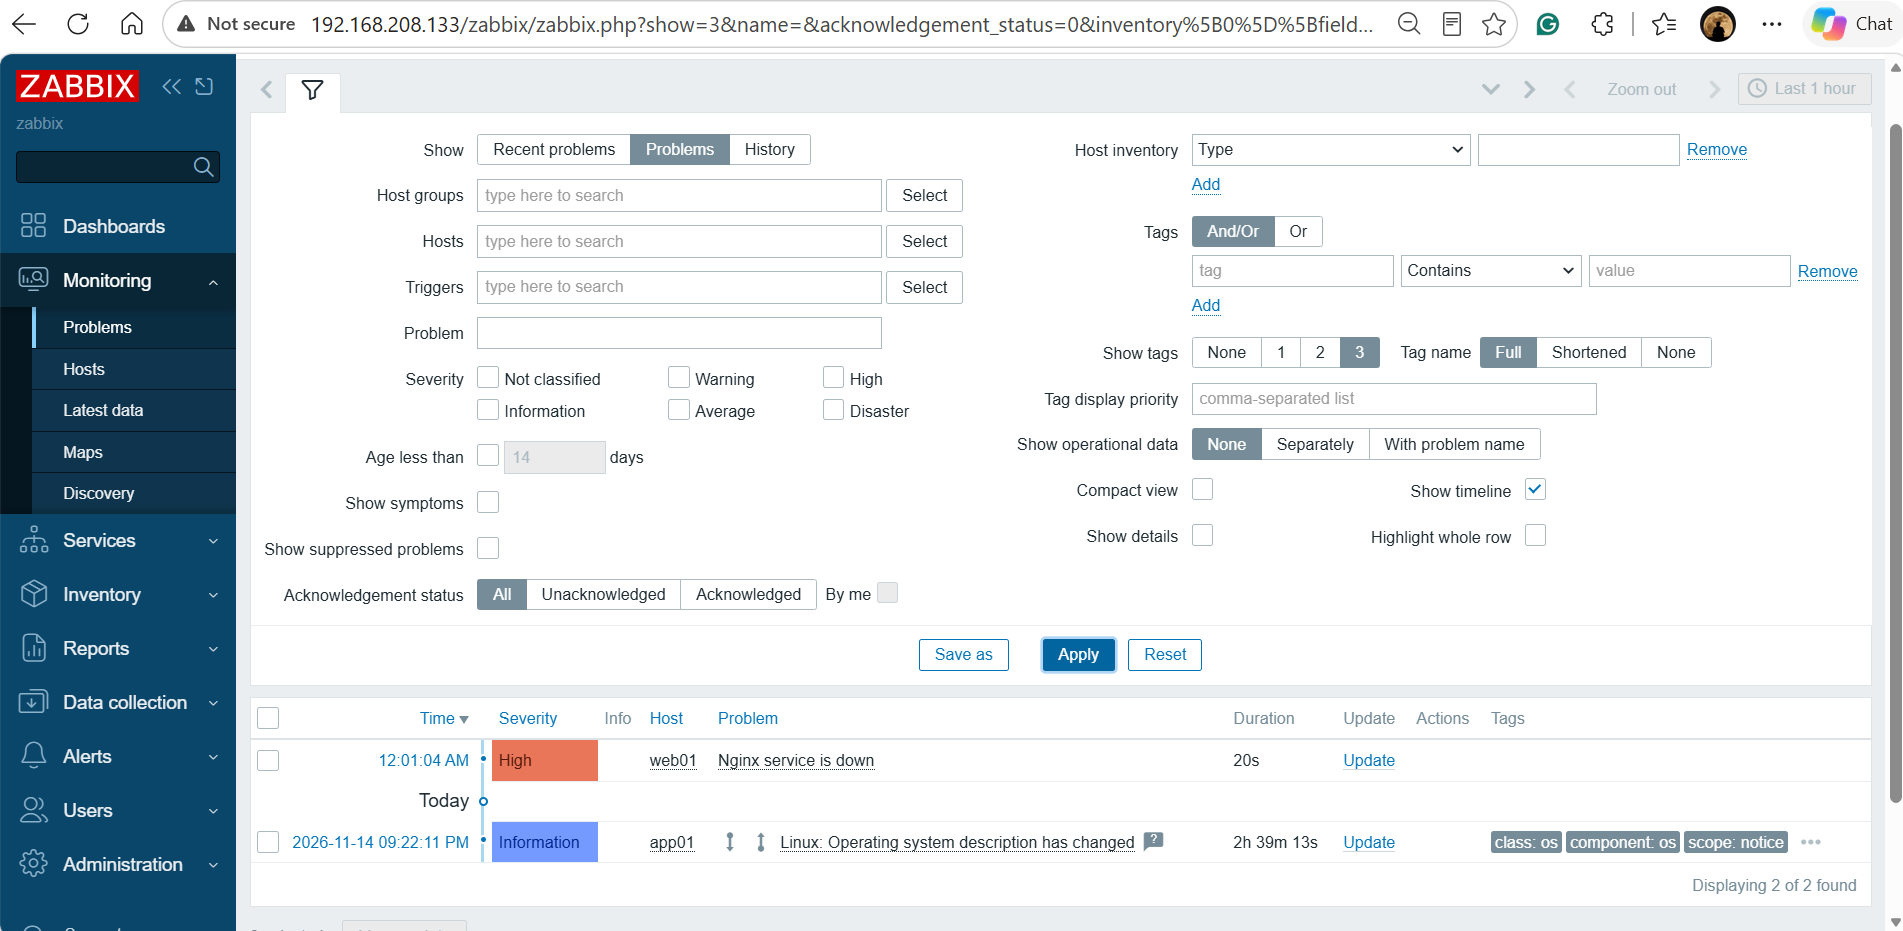 Not secure 192.168.208.133/zabbix/zabbix.php?show=3&name=&acknowledgement_status=0&inventory%5B0%5D%5Bfield... Chat
ZABBIX
zabbix
Dashboards
Monitoring
Problems
Hosts
Latest data
Maps
Discovery
Services
Inventory
Reports
Data collection
Alerts
Users
Administration
Zoom out Last 1 hour
Show Recent problems Problems History
Host groups type here to search Select
Hosts type here to search Select
Triggers type here to search Select
Problem
Severity Not classified Warning High
Information Average Disaster
Age less than 14 days
Show symptoms
Show suppressed problems
Acknowledgement status All Unacknowledged Acknowledged By me
Host inventory Type Remove
Add
Tags And/Or Or
tag Contains value Remove
Add
Show tags None 1 2 3 Tag name Full Shortened None
Tag display priority comma-separated list
Show operational data None Separately With problem name
Compact view Show timeline
Show details Highlight whole row
Save as Apply Reset
Time Severity Info Host Problem Duration Update Actions Tags
12:01:04 AM High web01 Nginx service is down 20s Update
Today
2026-11-14 09:22:11 PM Information app01 Linux: Operating system description has changed ? 2h 39m 13s Update class: os component: os scope: notice
Displaying 2 of 2 found